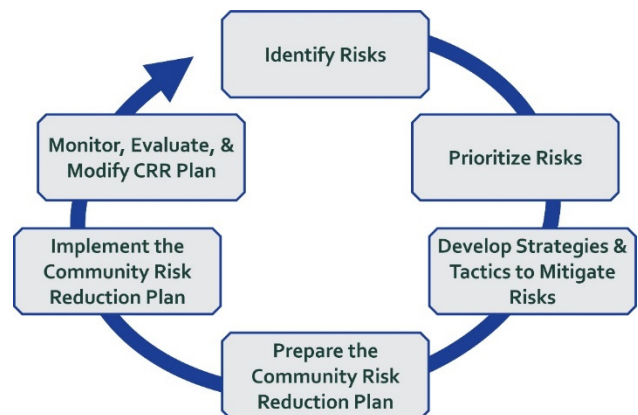 Identify Risks
Prioritize Risks
Develop Strategies &
Tactics to Mitigate
Risks
Prepare the
Community Risk
Reduction Plan
Implement the
Community Risk
Reduction Plan
Monitor, Evaluate, &
Modify CRR Plan